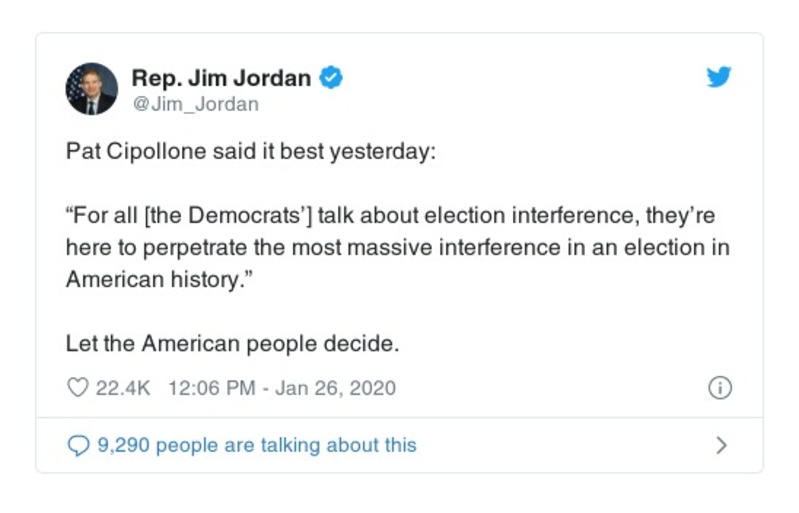 Rep. Jim Jordan
@Jim_Jordan
Pat Cipollone said it best yesterday:
“For all [the Democrats’] talk about election interference, they’re
here to perpetrate the most massive interference in an election in
American history.”
Let the American people decide.
22.4K 12:06 PM - Jan 26, 2020
9,290 people are talking about this